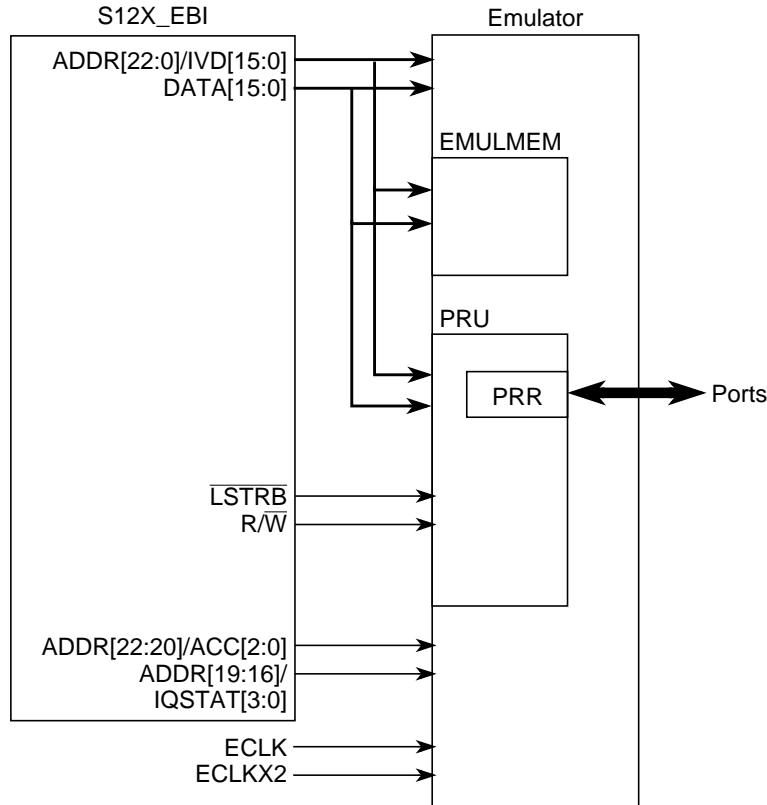 S12X_EBI
Emulator
ADDR[22:0]/IVD[15:0]
DATA[15:0]
EMULMEM
PRU
PRR
Ports
LSTRB
R/W
ADDR[22:20]/ACC[2:0]
ADDR[19:16]/
IQSTAT[3:0]
ECLK
ECLKX2